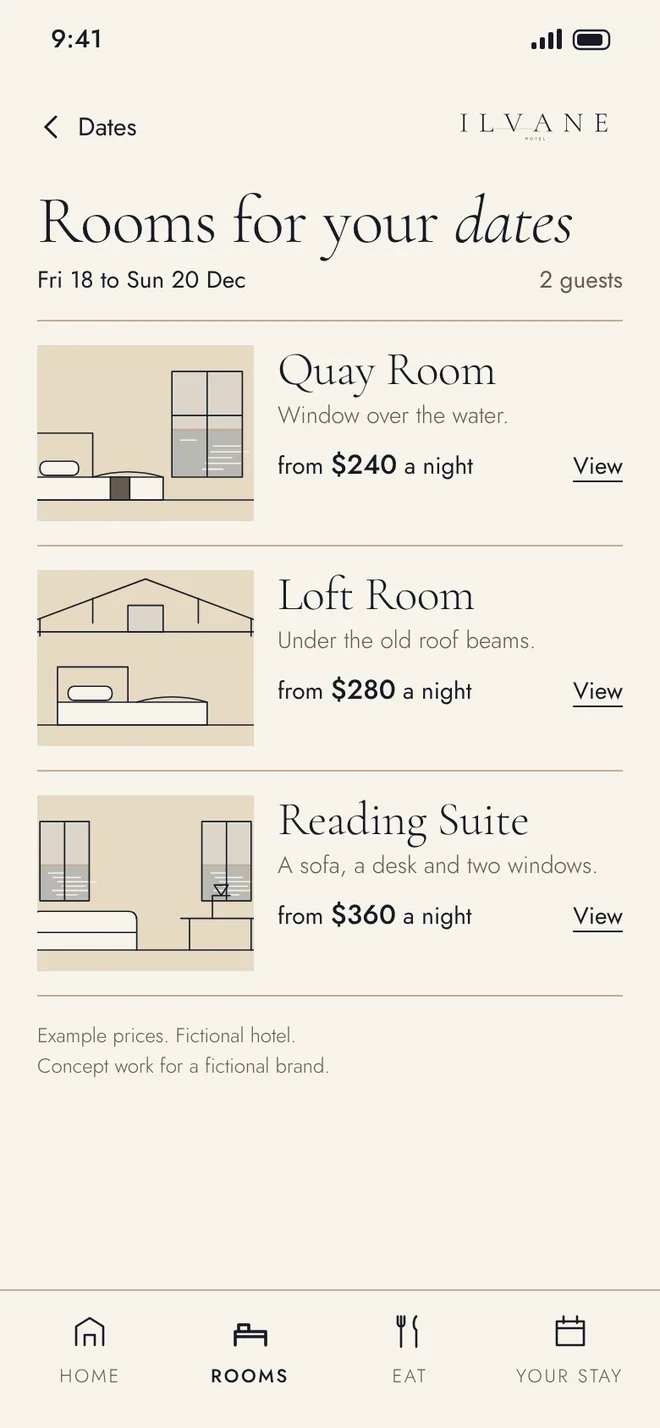 9:41
Dates
ILVANE
HOTEL
Rooms for your dates
Fri 18 to Sun 20 Dec
2 guests
Quay Room
Window over the water.
from $240 a night
View
Loft Room
Under the old roof beams.
from $280 a night
View
Reading Suite
A sofa, a desk and two windows.
from $360 a night
View
Example prices. Fictional hotel.
Concept work for a fictional brand.
HOME
ROOMS
EAT
YOUR STAY